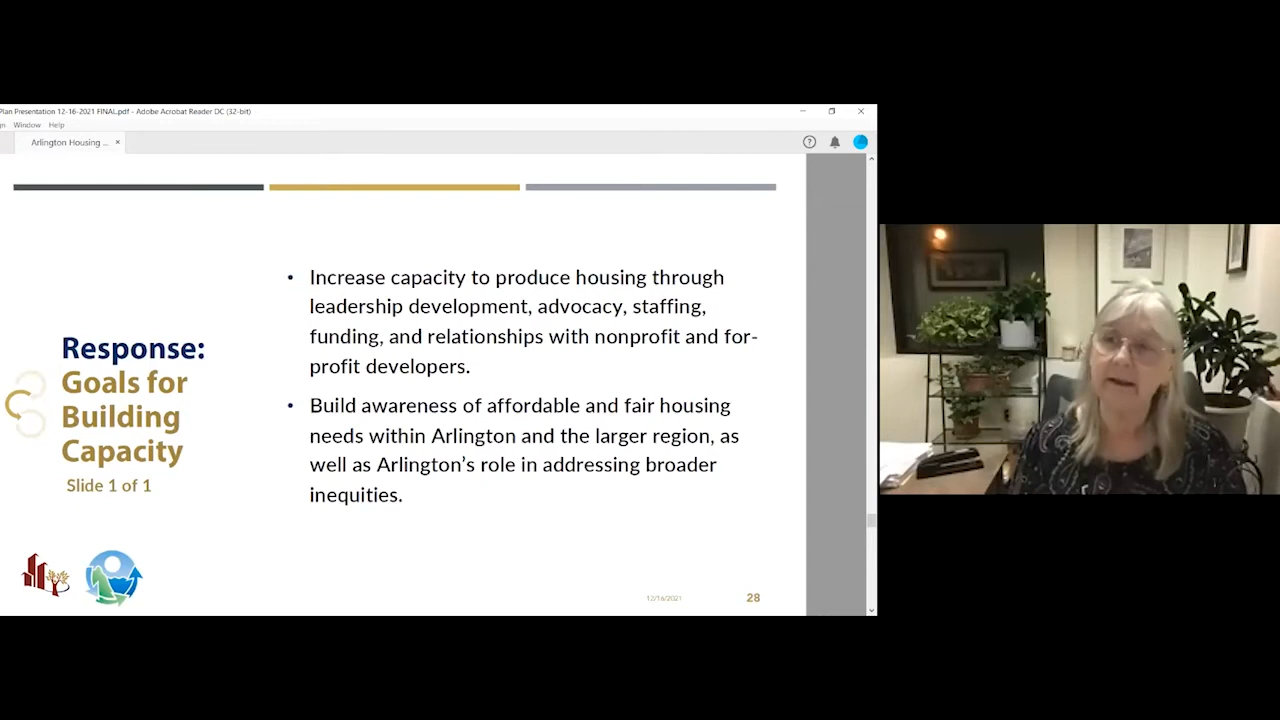 Plan Presentation 12-16-2021 FINAL.pdf - Adobe Acrobat Reader DC (32-bit)
Window Help
Arlington Housing ... ×
Response:
Goals for
Building
Capacity
Slide 1 of 1
• Increase capacity to produce housing through
leadership development, advocacy, staffing,
funding, and relationships with nonprofit and for-
profit developers.
• Build awareness of affordable and fair housing
needs within Arlington and the larger region, as
well as Arlington’s role in addressing broader
inequities.
12/16/2021
28